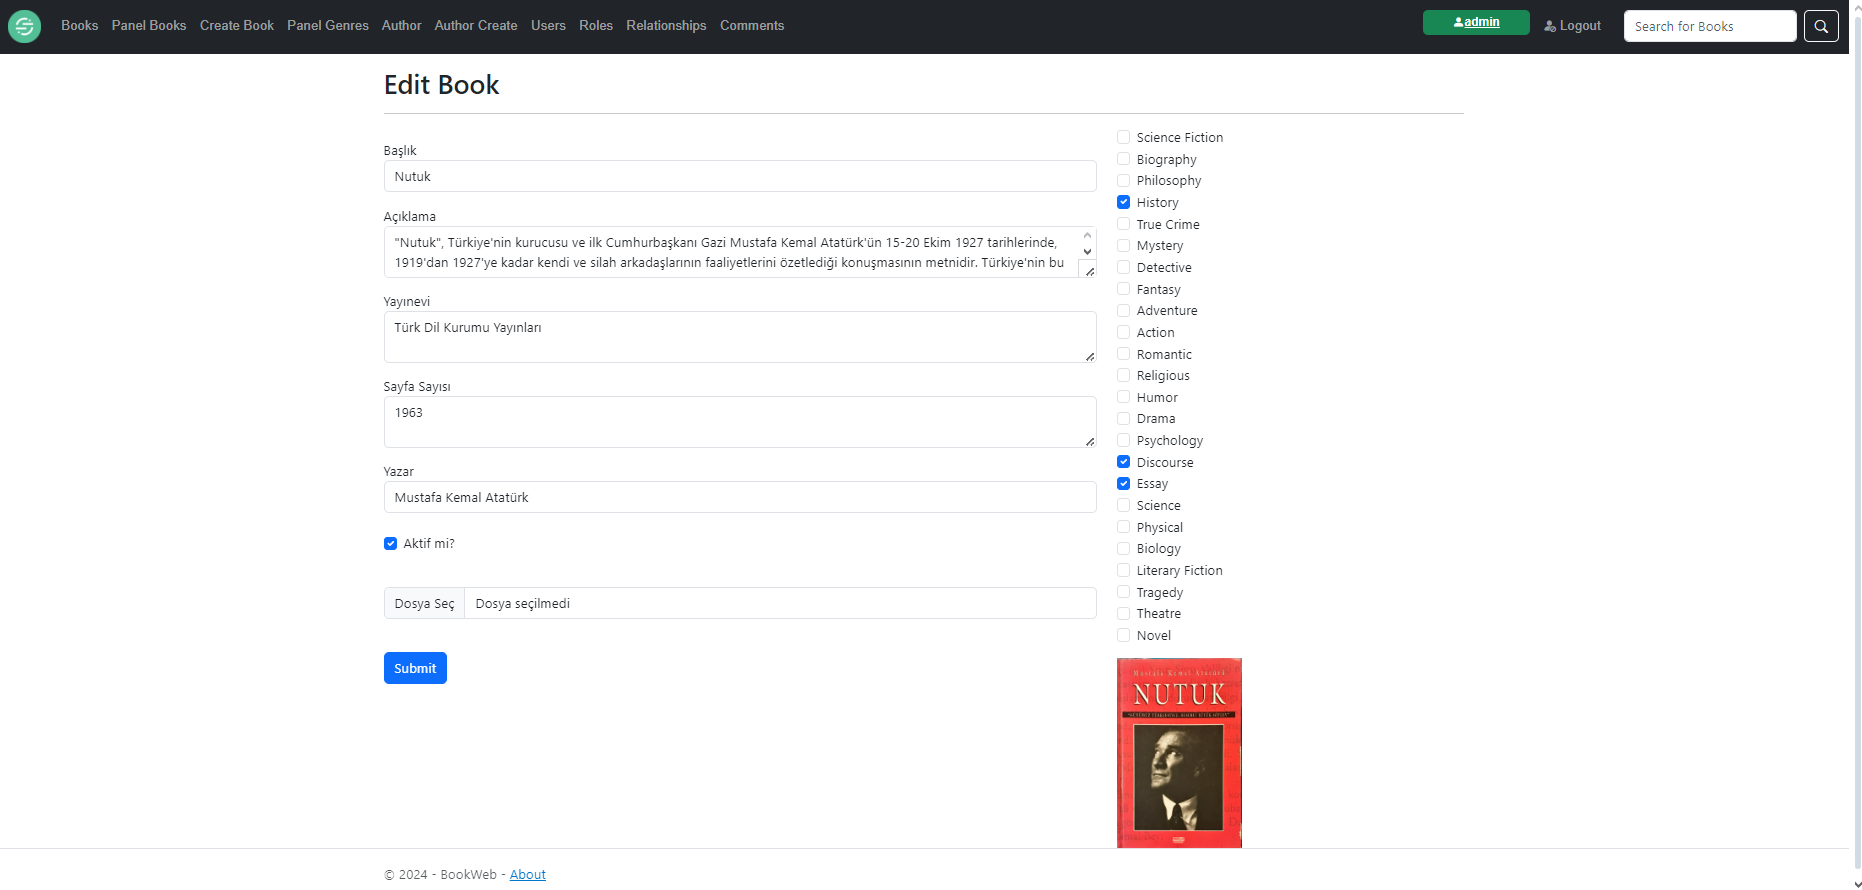 Books Panel Books Create Book Panel Genres Author Author Create Users Roles Relationships Comments
admin
Logout
Search for Books
Edit Book
Başlık
Nutuk
Açıklama
"Nutuk", Türkiye'nin kurucusu ve ilk Cumhurbaşkanı Gazi Mustafa Kemal Atatürk'ün 15-20 Ekim 1927 tarihlerinde,
1919'dan 1927'ye kadar kendi ve silah arkadaşlarının faaliyetlerini özetlediği konuşmasının metnidir. Türkiye'nin bu
Yayınevi
Türk Dil Kurumu Yayınları
Sayfa Sayısı
1963
Yazar
Mustafa Kemal Atatürk
Aktif mi?
Dosya Seç Dosya seçilmedi
Submit
Science Fiction
Biography
Philosophy
History
True Crime
Mystery
Detective
Fantasy
Adventure
Action
Romantic
Religious
Humor
Drama
Psychology
Discourse
Essay
Science
Physical
Biology
Literary Fiction
Tragedy
Theatre
Novel
Mustafa Kemal Atatürk
NUTUK
© 2024 - BookWeb - About